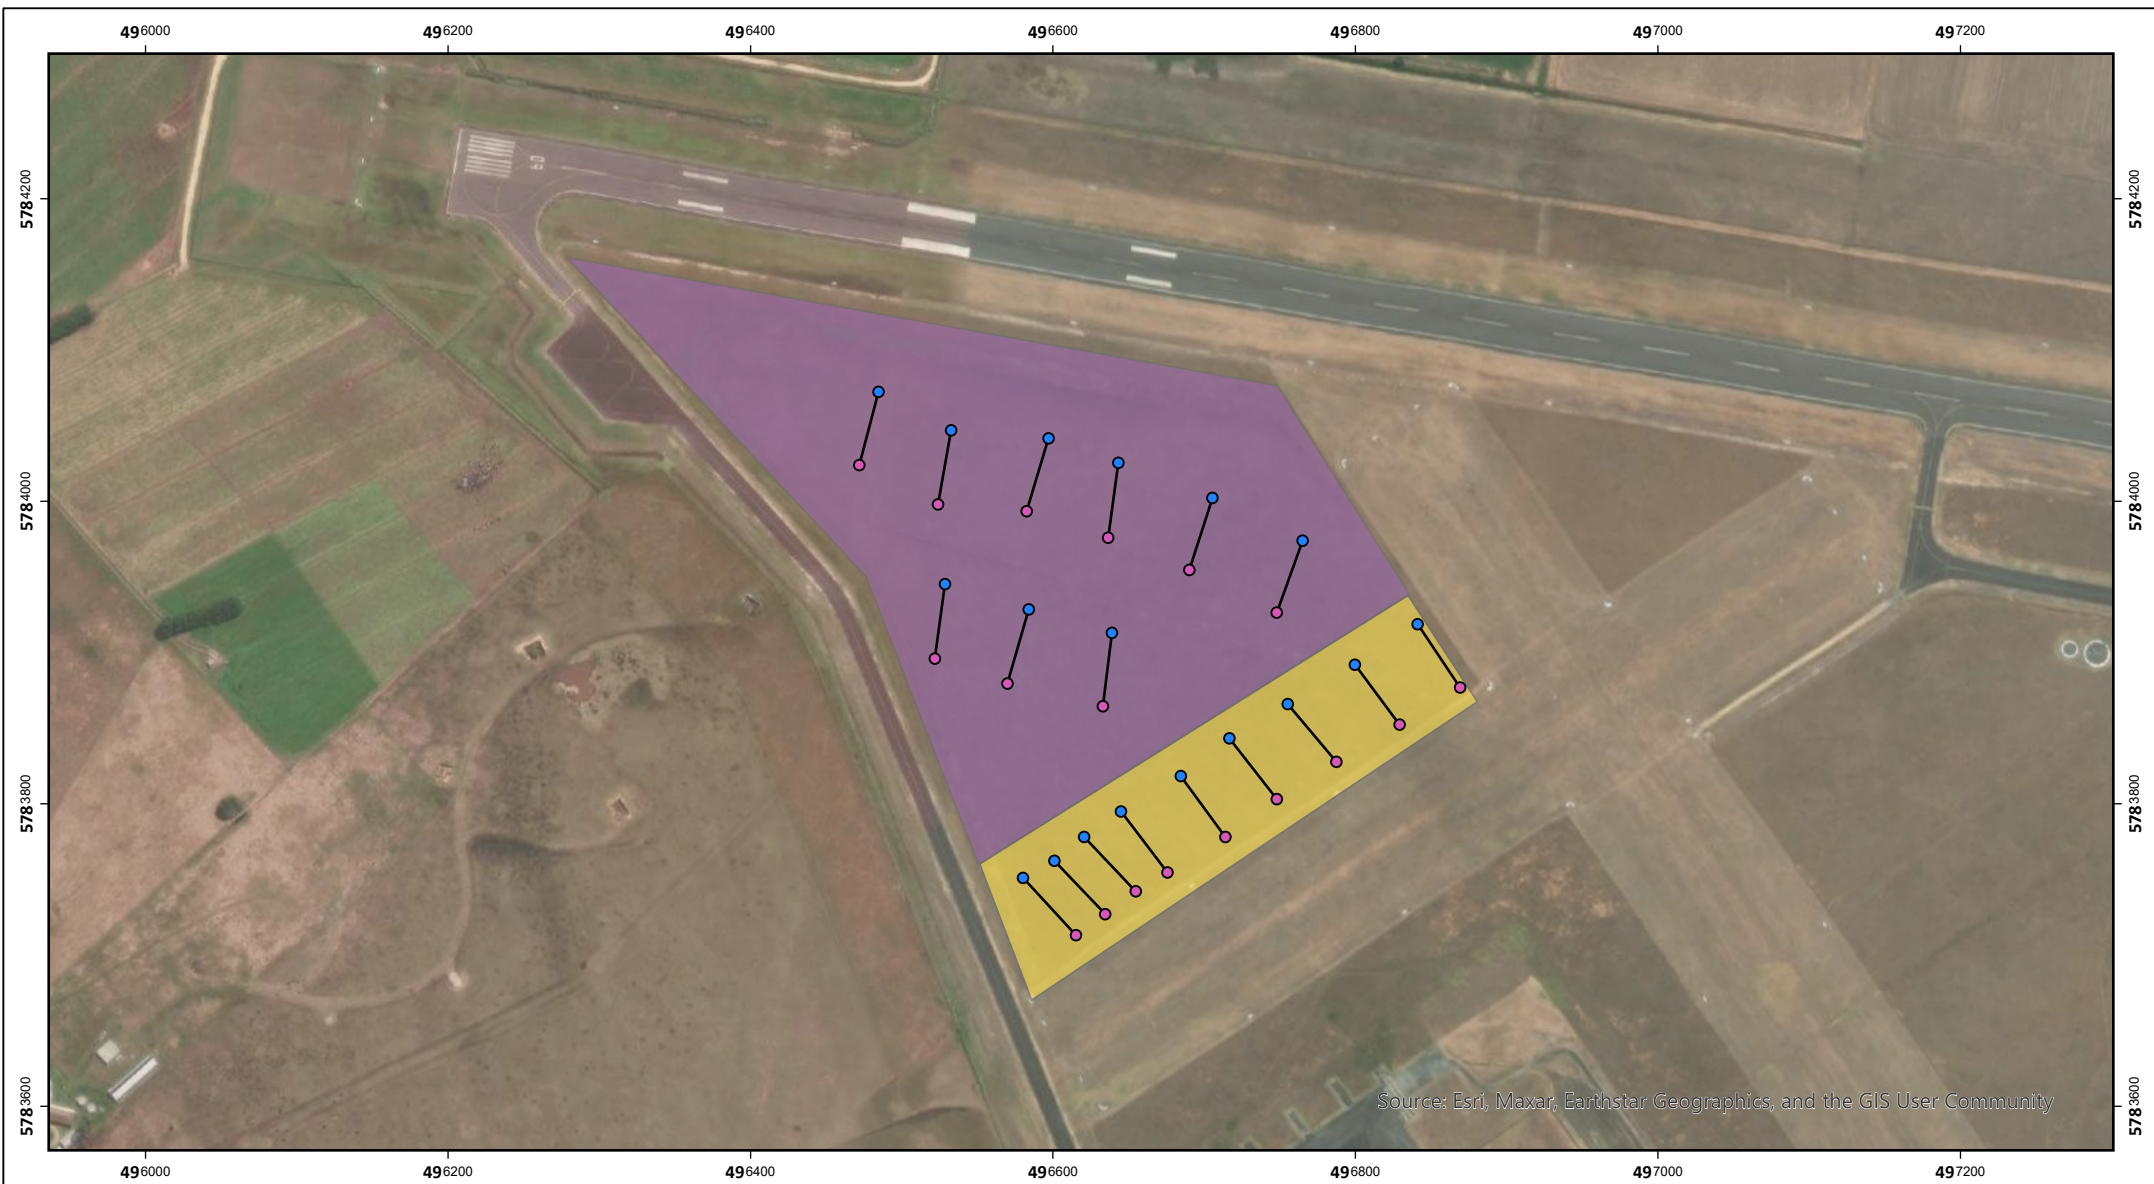 496000 496200 496400 496600 496800 497000 497200
5784200 5784200
09
5784000 5784000
5783800 5783800
5783600 5783600
Source: Esri, Maxar, Earthstar Geographics, and the GIS User Community
496000 496200 496400 496600 496800 497000 497200